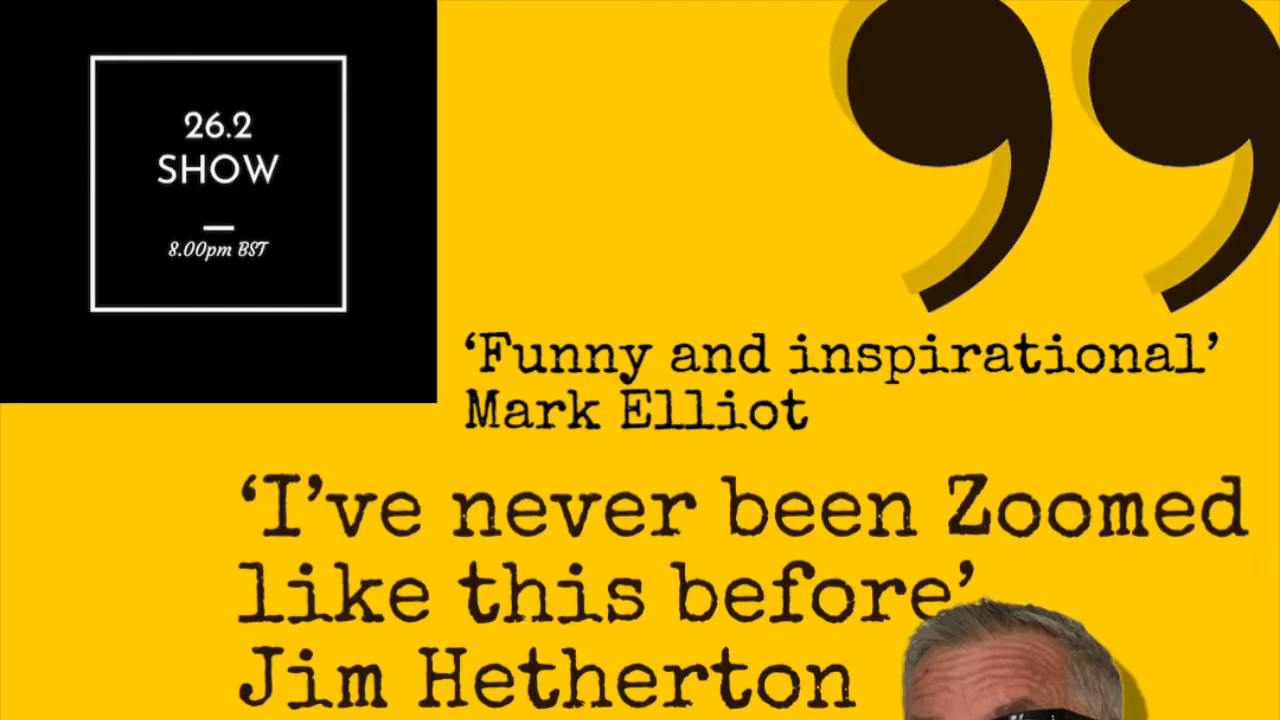 26.2
SHOW
8.00pm BST
‘Funny and inspirational’
Mark Elliot
‘I’ve never been Zoomed
like this before’
Jim Hetherton